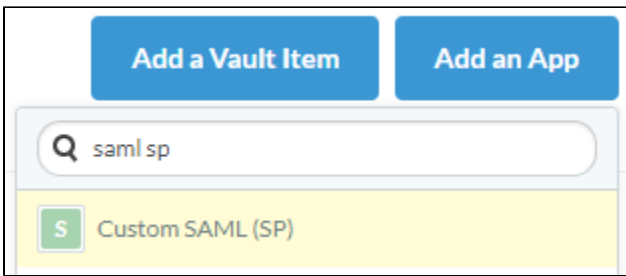 Add a Vault Item
Add an App
saml sp
S
Custom SAML (SP)